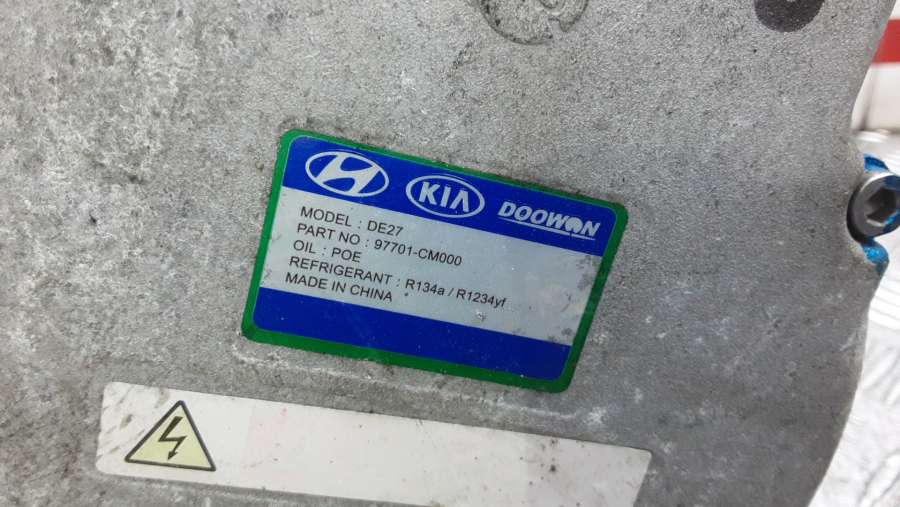 KIA DOOWON
MODEL : DE27
PART NO : 97701-CM000
OIL : POE
REFRIGERANT : R134a / R1234yf
MADE IN CHINA